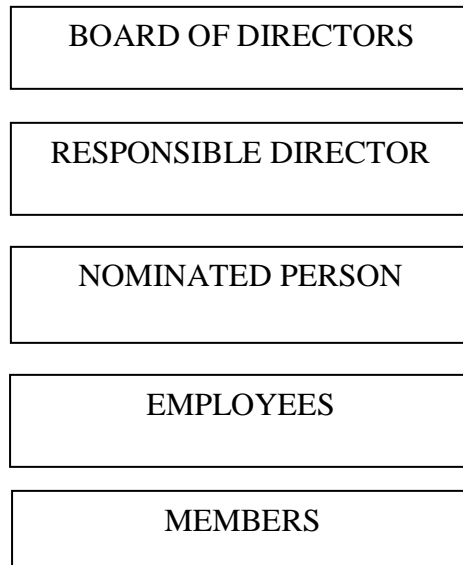 BOARD OF DIRECTORS
RESPONSIBLE DIRECTOR
NOMINATED PERSON
EMPLOYEES
MEMBERS